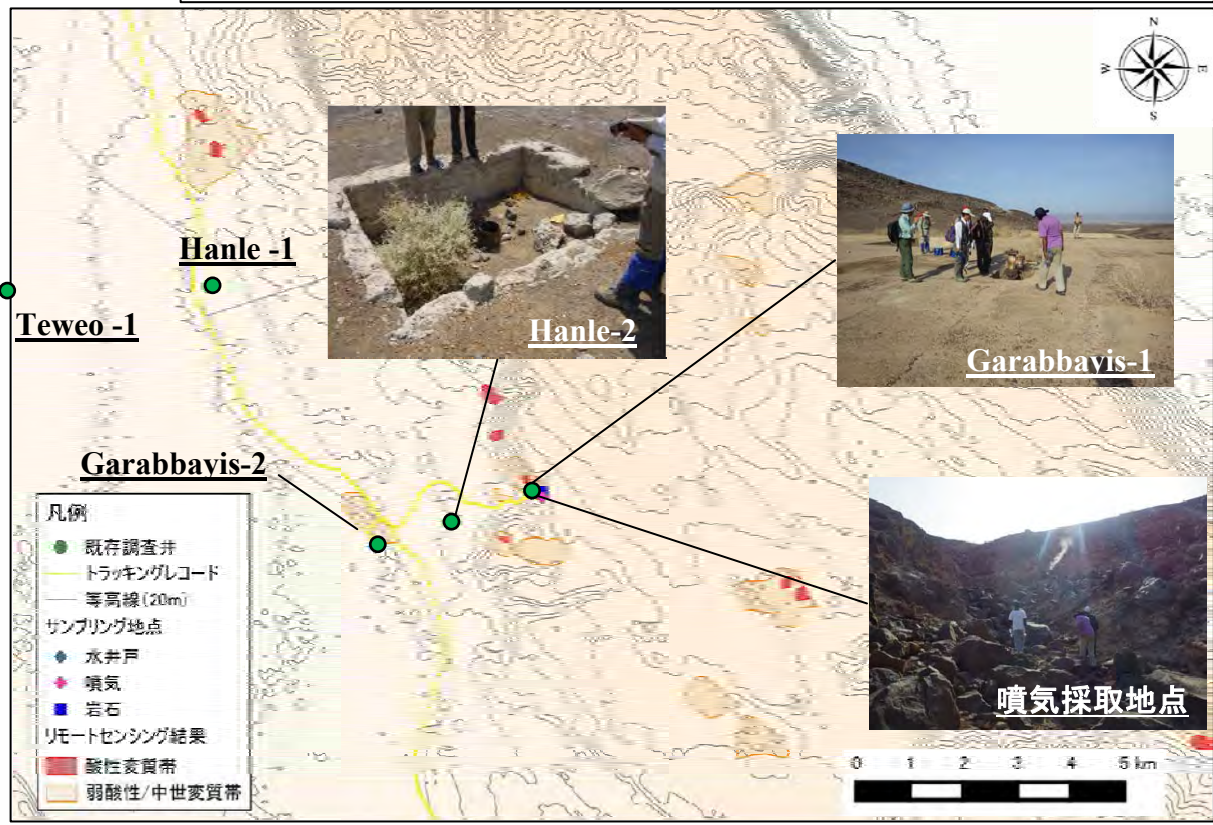 N
W
E
S
Hanle -1
Teweo -1
Hanle-2
Garabbayis-1
Garabbayis-2
噴気採取地点
凡例
既存調査井
トラッキングレコード
等高線(20m)
サンプリング地点
水井戸
噴気
岩石
リモートセンシング結果
酸性変質帯
弱酸性/中世変質帯
0 1 2 3 4 5 km